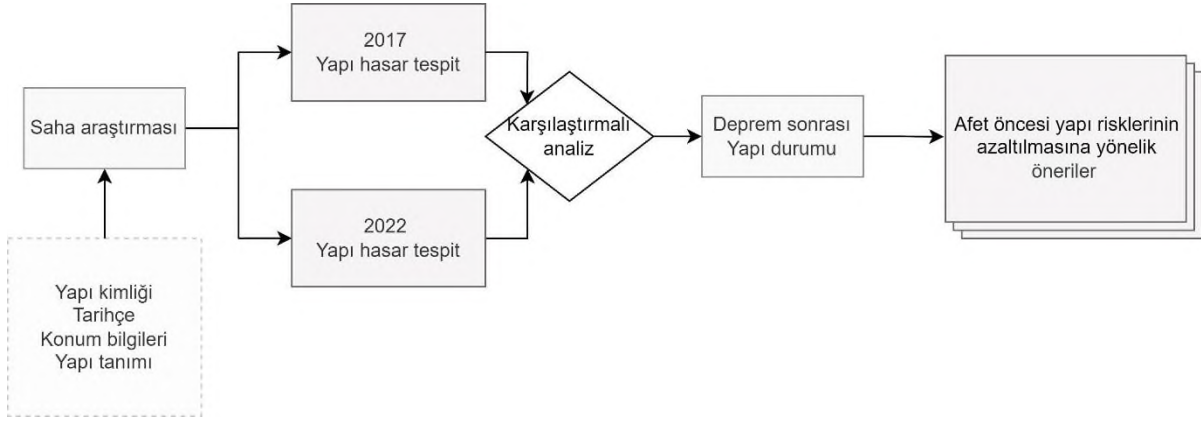 Saha araştırması
Yapı kimliği
Tarihçe
Konum bilgileri
Yapı tanımı
2017
Yapı hasar tespit
2022
Yapı hasar tespit
Karşılaştırmalı
analiz
Deprem sonrası
Yapı durumu
Afet öncesi yapı risklerinin
azaltılmasına yönelik
öneriler